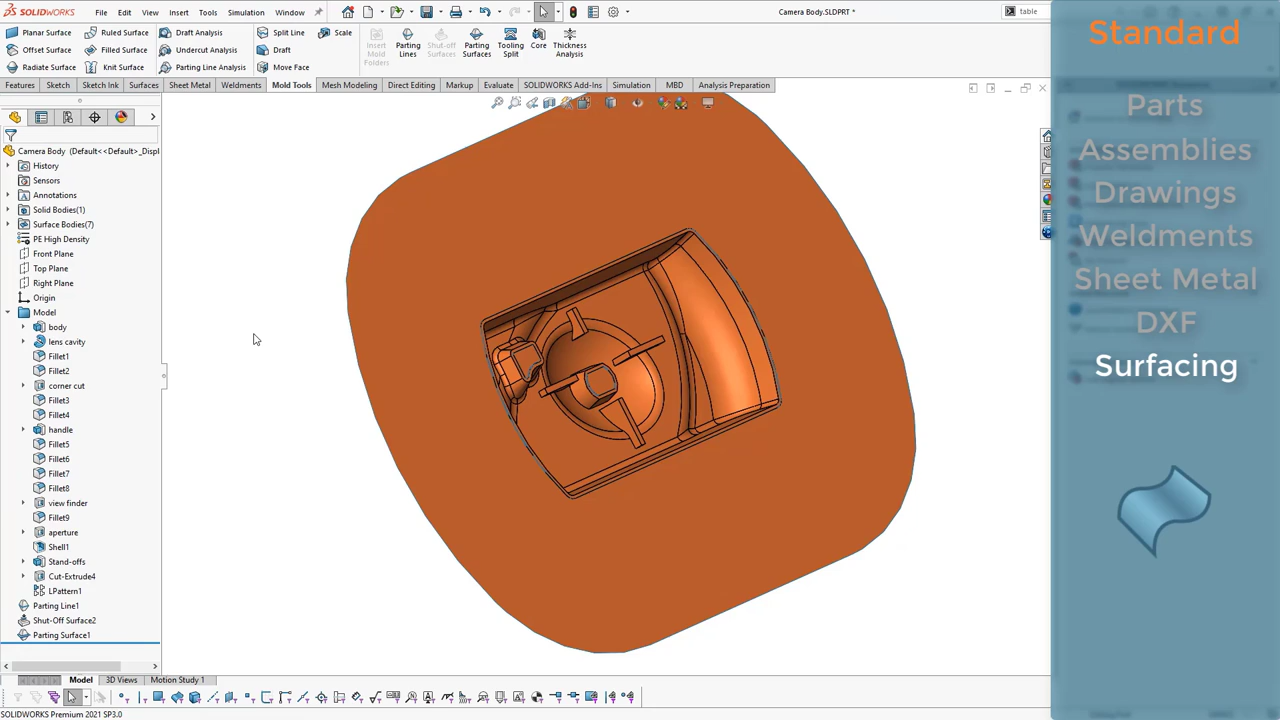 SOLIDWORKS File Edit View Insert Tools Simulation Window Camera Body.SLDPRT * table
Planar Surface Ruled Surface Draft Analysis Split Line Scale
Offset Surface Filled Surface Undercut Analysis Draft
Radiate Surface Knit Surface Parting Line Analysis Move Face
Insert Mold Folders
Parting Lines
Shut-off Surfaces
Parting Surfaces
Tooling Split
Core
Thickness Analysis
Features Sketch Sketch Ink Surfaces Sheet Metal Weldments Mold Tools Mesh Modeling Direct Editing Markup Evaluate SOLIDWORKS Add-Ins Simulation MBD Analysis Preparation
Camera Body (Default<<Default>_Displ
History
Sensors
Annotations
Solid Bodies(1)
Surface Bodies(7)
PE High Density
Front Plane
Top Plane
Right Plane
Origin
Model
body
lens cavity
Fillet1
Fillet2
corner cut
Fillet3
Fillet4
handle
Fillet5
Fillet6
Fillet7
Fillet8
view finder
Fillet9
aperture
Shell1
Stand-offs
Cut-Extrude4
LPattern1
Parting Line1
Shut-Off Surface2
Parting Surface1
Model 3D Views Motion Study 1
SOLIDWORKS Premium 2021 SP3.0
Standard
Parts
Assemblies
Drawings
Weldments
Sheet Metal
DXF
Surfacing